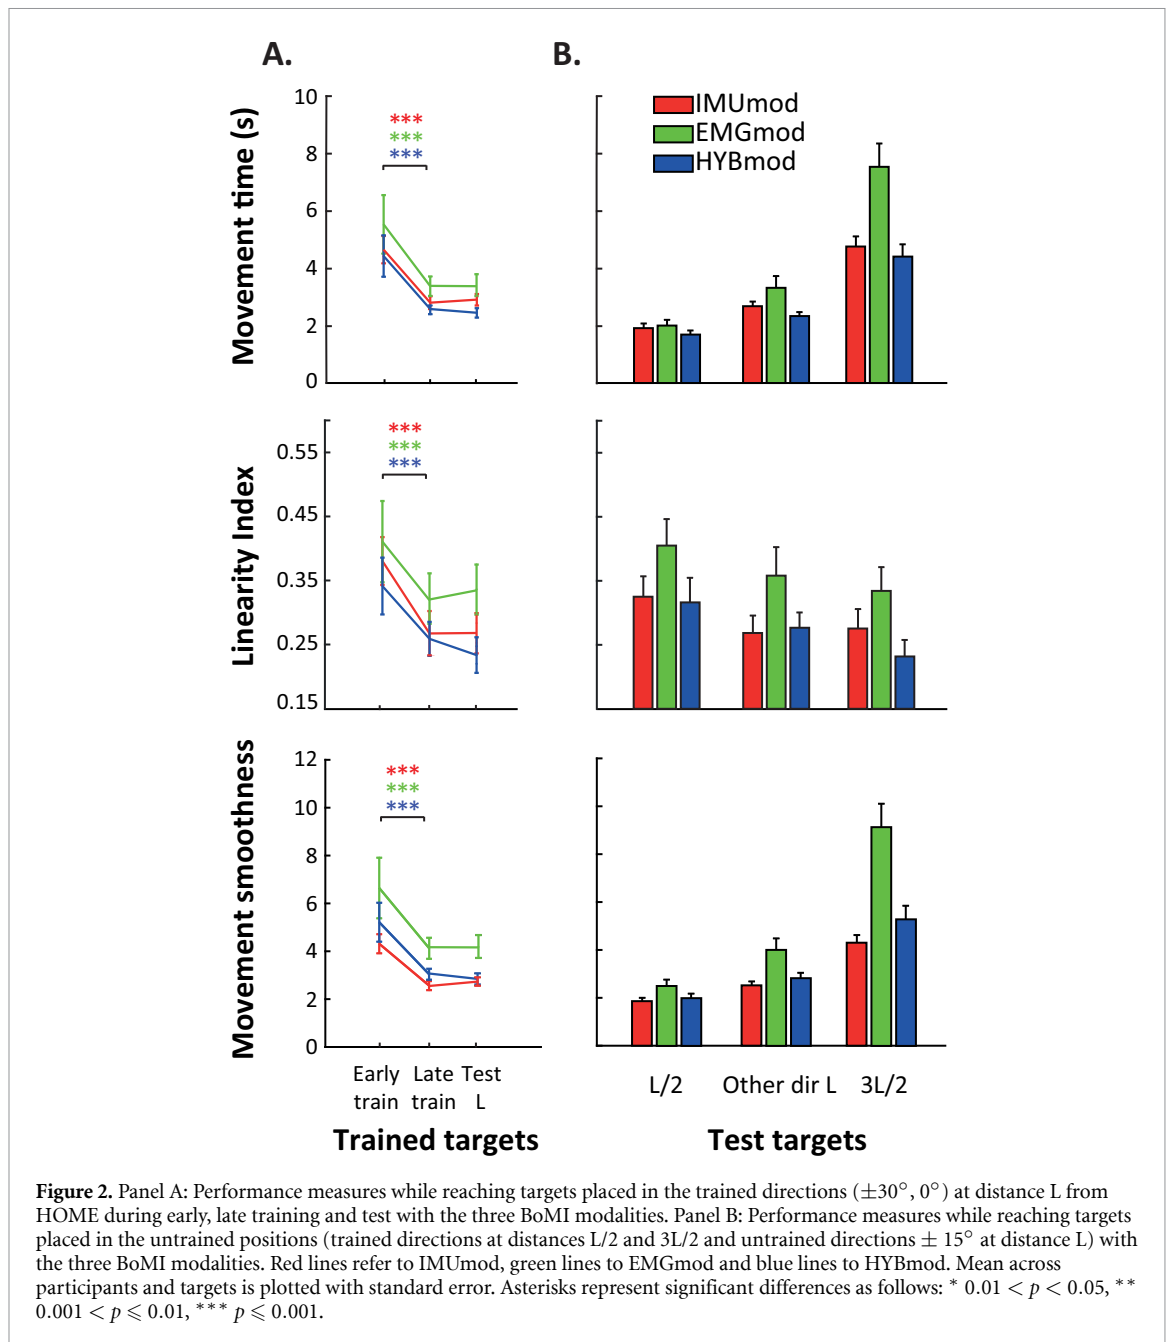 A.
B.
IMUmod
EMGmod
HYBmod
Movement time (s)
10
8
6
4
2
0
***
***
***
Linearity Index
0.55
0.45
0.35
0.25
0.15
***
***
***
Movement smoothness
12
10
8
6
4
2
0
***
***
***
Early train
Late train
Test L
L/2
Other dir L
3L/2
Trained targets
Test targets
Figure 2. Panel A: Performance measures while reaching targets placed in the trained directions (±30°, 0°) at distance L from
HOME during early, late training and test with the three BoMI modalities. Panel B: Performance measures while reaching targets
placed in the untrained positions (trained directions at distances L/2 and 3L/2 and untrained directions ± 15° at distance L) with
the three BoMI modalities. Red lines refer to IMUmod, green lines to EMGmod and blue lines to HYBmod. Mean across
participants and targets is plotted with standard error. Asterisks represent significant differences as follows: * 0.01 < p < 0.05, **
0.001 < p ⩽ 0.01, *** p ⩽ 0.001.